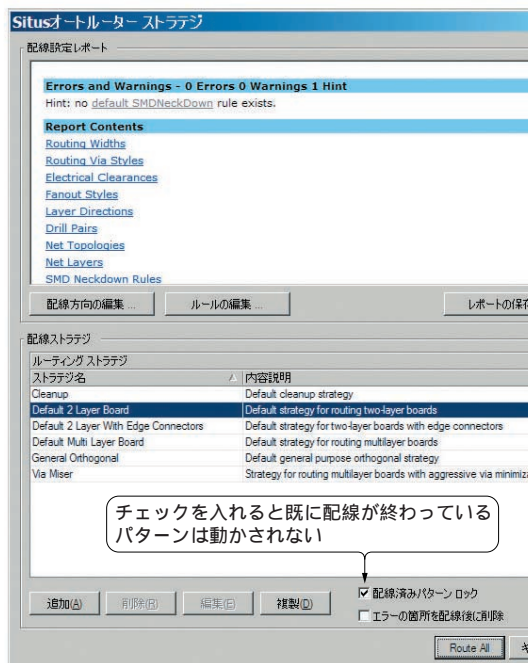 Situsオートルーター ストラテジ
配線設定レポート
Errors and Warnings - 0 Errors 0 Warnings 1 Hint
Hint: no default SMDNeckDown rule exists.
Report Contents
Routing Widths
Routing Via Styles
Electrical Clearances
Fanout Styles
Layer Directions
Drill Pairs
Net Topologies
Net Layers
SMD Neckdown Rules
配線方向の編集 ... ルールの編集 ... レポートの保存
配線ストラテジ
ルーティング ストラテジ
ストラテジ名 内容説明
Cleanup Default cleanup strategy
Default 2 Layer Board Default strategy for routing two-layer boards
Default 2 Layer With Edge Connectors Default strategy for two-layer boards with edge connectors
Default Multi Layer Board Default strategy for routing multilayer boards
General Orthogonal Default general purpose orthogonal strategy
Via Miser Strategy for routing multilayer boards with aggressive via minimiza
チェックを入れると既に配線が終わっている
パターンは動かされない
追加(A) 削除(R) 編集(E) 複製(D)
配線済みパターン ロック
エラーの箇所を配線後に削除
Route All キ